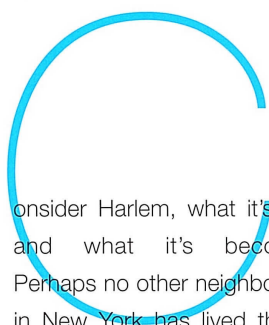 Consider Harlem, what it's
and what it's
Perhaps no other
in New York has lived